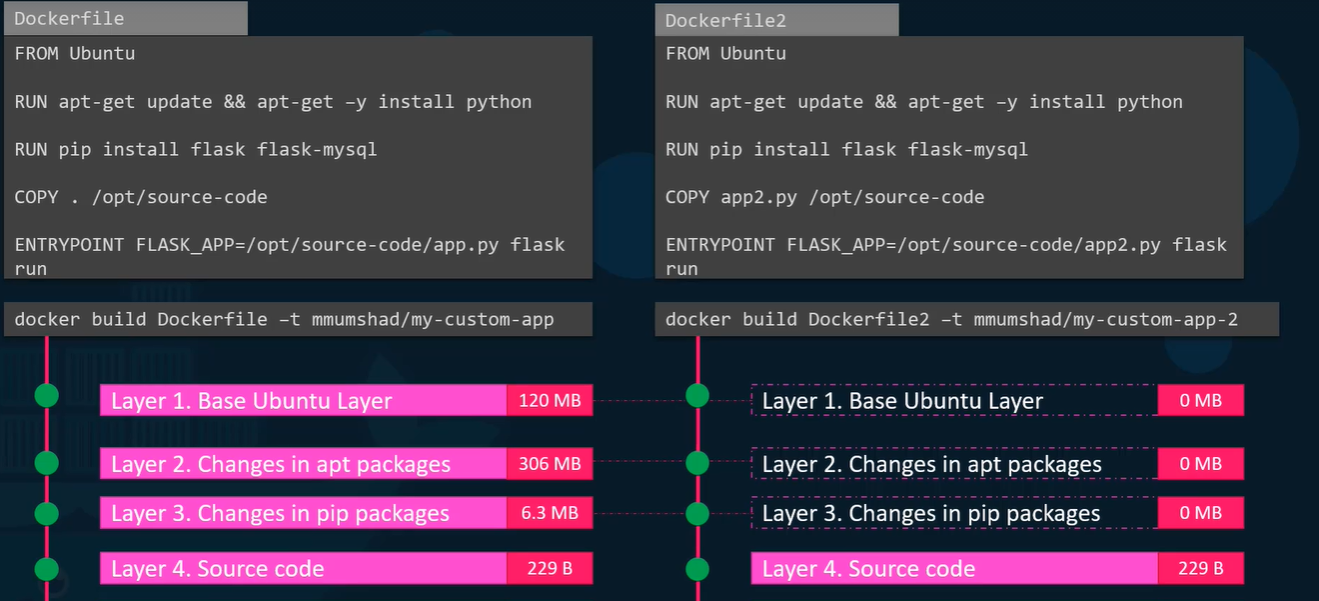 Dockerfile
FROM Ubuntu
RUN apt-get update && apt-get –y install python
RUN pip install flask flask-mysql
COPY . /opt/source-code
ENTRYPOINT FLASK_APP=/opt/source-code/app.py flask
run
docker build Dockerfile –t mmumshad/my-custom-app
Layer 1. Base Ubuntu Layer 120 MB
Layer 2. Changes in apt packages 306 MB
Layer 3. Changes in pip packages 6.3 MB
Layer 4. Source code 229 B
Dockerfile2
FROM Ubuntu
RUN apt-get update && apt-get –y install python
RUN pip install flask flask-mysql
COPY app2.py /opt/source-code
ENTRYPOINT FLASK_APP=/opt/source-code/app2.py flask
run
docker build Dockerfile2 –t mmumshad/my-custom-app-2
Layer 1. Base Ubuntu Layer 0 MB
Layer 2. Changes in apt packages 0 MB
Layer 3. Changes in pip packages 0 MB
Layer 4. Source code 229 B